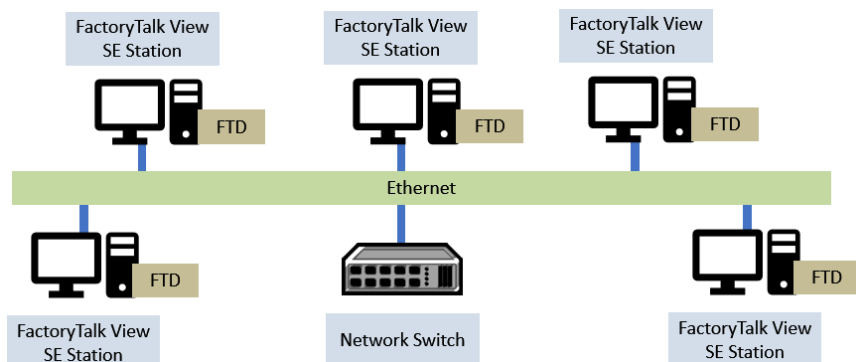 FactoryTalk View
SE Station
FTD
FactoryTalk View
SE Station
FTD
FactoryTalk View
SE Station
FTD
Ethernet
FTD
FactoryTalk View
SE Station
Network Switch
FTD
FactoryTalk View
SE Station